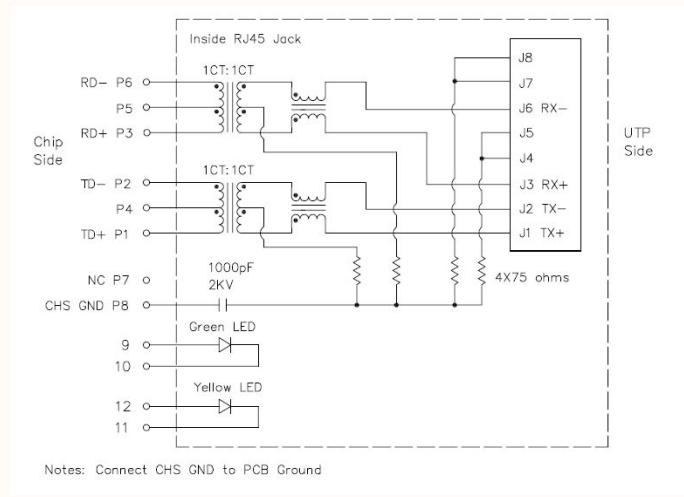 Inside RJ45 Jack
1CT:1CT
RD- P6
P5
RD+ P3
Chip
Side
1CT:1CT
TD- P2
P4
TD+ P1
J8
J7
J6 RX-
J5
J4
J3 RX+
J2 TX-
J1 TX+
UTP
Side
NC P7
1000pF
2KV
4X75 ohms
CHS GND P8
Green LED
9
10
Yellow LED
12
11
Notes: Connect CHS GND to PCB Ground